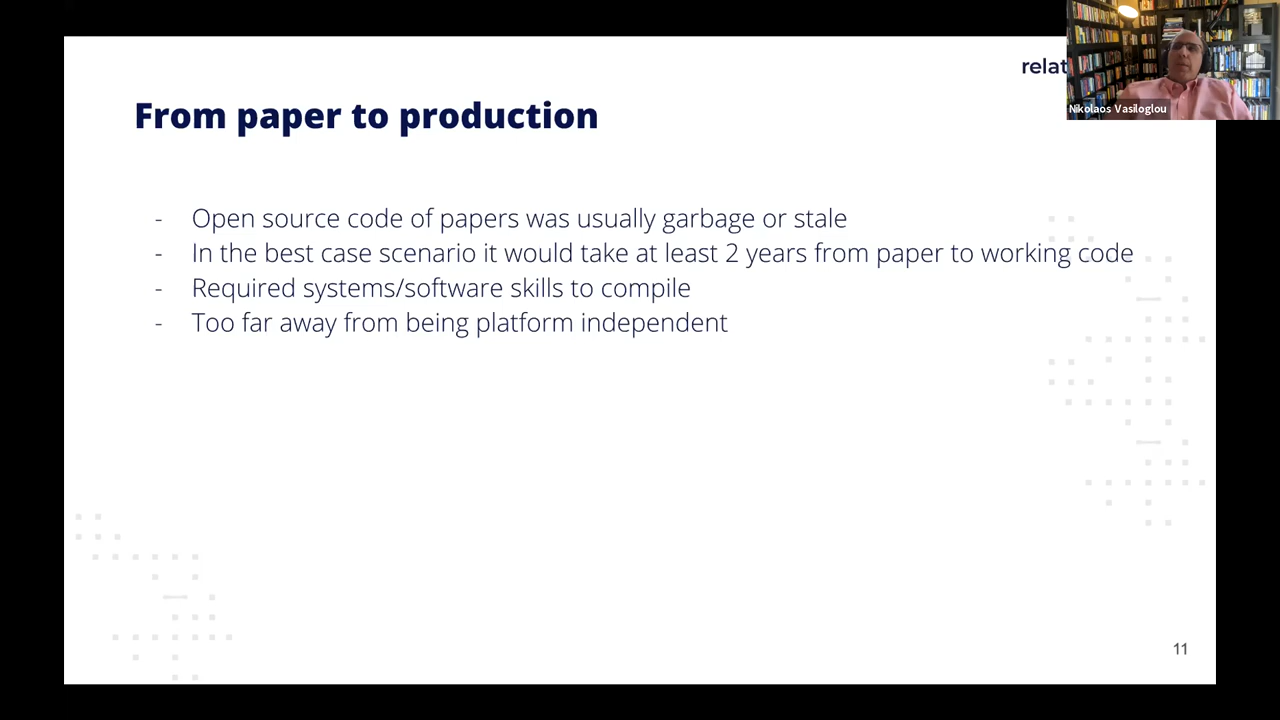 relat
Nikolaos Vasiloglou
From paper to production
- Open source code of papers was usually garbage or stale
- In the best case scenario it would take at least 2 years from paper to working code
- Required systems/software skills to compile
- Too far away from being platform independent
11